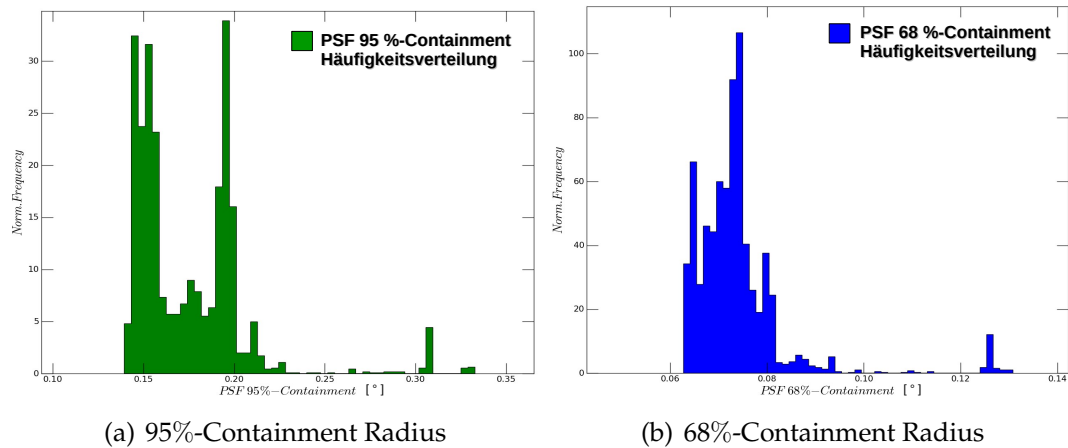 PSF 95 %-Containment
Häufigkeitsverteilung
Norm.Frequency
30
25
20
15
10
5
0
0.10 0.15 0.20 0.25 0.30 0.35
PSF 95%−Containment [°]
(a) 95%-Containment Radius
PSF 68 %-Containment
Häufigkeitsverteilung
Norm.Frequency
100
80
60
40
20
0
0.06 0.08 0.10 0.12 0.14
PSF 68%−Containment [°]
(b) 68%-Containment Radius